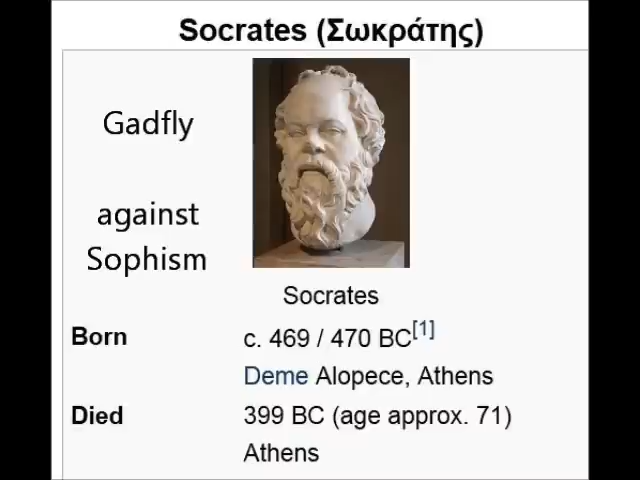 Socrates (Σωκράτης)
Gadfly
against
Sophism
Socrates
Born c. 469 / 470 BC[1]
Deme Alopece, Athens
Died 399 BC (age approx. 71)
Athens